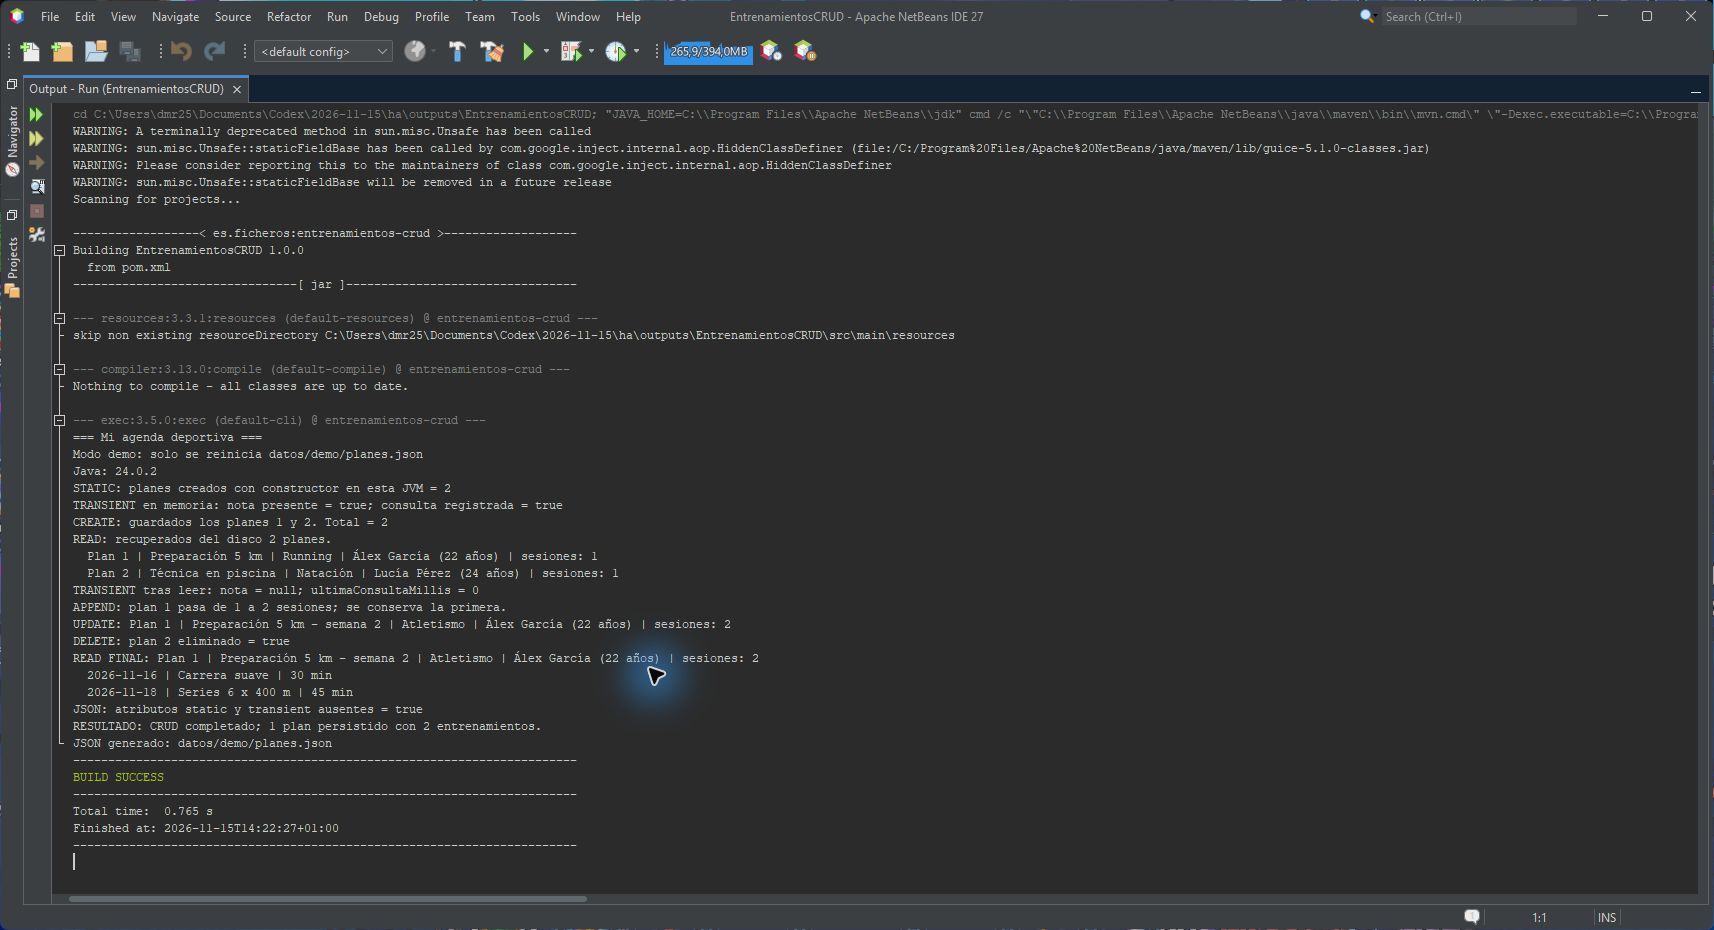 File Edit View Navigate Source Refactor Run Debug Profile Team Tools Window Help
EntrenamientosCRUD - Apache NetBeans IDE 27
Search (Ctrl+I)
<default config>
265,9/394,0MB
Output - Run (EntrenamientosCRUD)
Navigator
Projects
cd C:\Users\dmr25\Documents\Codex\2026-11-15\ha\outputs\EntrenamientosCRUD; "JAVA_HOME=C:\\Program Files\\Apache NetBeans\\jdk" cmd /c "\"C:\\Program Files\\Apache NetBeans\\java\\maven\\bin\\mvn.cmd\" \"-Dexec.executable=C:\\Progra
WARNING: A terminally deprecated method in sun.misc.Unsafe has been called
WARNING: sun.misc.Unsafe::staticFieldBase has been called by com.google.inject.internal.aop.HiddenClassDefiner (file:/C:/Program%20Files/Apache%20NetBeans/java/maven/lib/guice-5.1.0-classes.jar)
WARNING: Please consider reporting this to the maintainers of class com.google.inject.internal.aop.HiddenClassDefiner
WARNING: sun.misc.Unsafe::staticFieldBase will be removed in a future release
Scanning for projects...
------------------< es.ficheros:entrenamientos-crud >-------------------
Building EntrenamientosCRUD 1.0.0
from pom.xml
--------------------------------[ jar ]---------------------------------
--- resources:3.3.1:resources (default-resources) @ entrenamientos-crud ---
skip non existing resourceDirectory C:\Users\dmr25\Documents\Codex\2026-11-15\ha\outputs\EntrenamientosCRUD\src\main\resources
--- compiler:3.13.0:compile (default-compile) @ entrenamientos-crud ---
Nothing to compile - all classes are up to date.
--- exec:3.5.0:exec (default-cli) @ entrenamientos-crud ---
=== Mi agenda deportiva ===
Modo demo: solo se reinicia datos/demo/planes.json
Java: 24.0.2
STATIC: planes creados con constructor en esta JVM = 2
TRANSIENT en memoria: nota presente = true; consulta registrada = true
CREATE: guardados los planes 1 y 2. Total = 2
READ: recuperados del disco 2 planes.
Plan 1 | Preparación 5 km | Running | Álex García (22 años) | sesiones: 1
Plan 2 | Técnica en piscina | Natación | Lucía Pérez (24 años) | sesiones: 1
TRANSIENT tras leer: nota = null; ultimaConsultaMillis = 0
APPEND: plan 1 pasa de 1 a 2 sesiones; se conserva la primera.
UPDATE: Plan 1 | Preparación 5 km - semana 2 | Atletismo | Álex García (22 años) | sesiones: 2
DELETE: plan 2 eliminado = true
READ FINAL: Plan 1 | Preparación 5 km - semana 2 | Atletismo | Álex García (22 años) | sesiones: 2
2026-11-16 | Carrera suave | 30 min
2026-11-18 | Series 6 x 400 m | 45 min
JSON: atributos static y transient ausentes = true
RESULTADO: CRUD completado; 1 plan persistido con 2 entrenamientos.
JSON generado: datos/demo/planes.json
------------------------------------------------------------------------
BUILD SUCCESS
------------------------------------------------------------------------
Total time:  0.765 s
Finished at: 2026-11-15T14:22:27+01:00
------------------------------------------------------------------------
1:1
INS